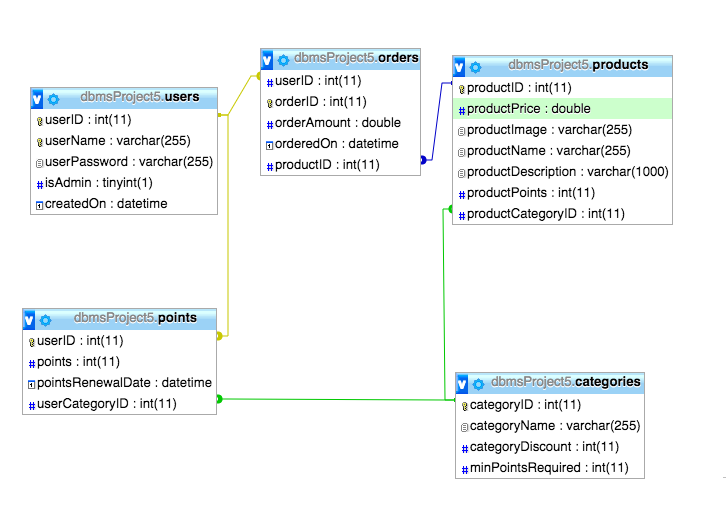 dbmsProject5.users
userID : int(11)
userName : varchar(255)
userPassword : varchar(255)
isAdmin : tinyint(1)
createdOn : datetime
dbmsProject5.orders
userID : int(11)
orderID : int(11)
orderAmount : double
orderedOn : datetime
productID : int(11)
dbmsProject5.products
productID : int(11)
productPrice : double
productImage : varchar(255)
productName : varchar(255)
productDescription : varchar(1000)
productPoints : int(11)
productCategoryID : int(11)
dbmsProject5.points
userID : int(11)
points : int(11)
pointsRenewalDate : datetime
userCategoryID : int(11)
dbmsProject5.categories
categoryID : int(11)
categoryName : varchar(255)
categoryDiscount : int(11)
minPointsRequired : int(11)